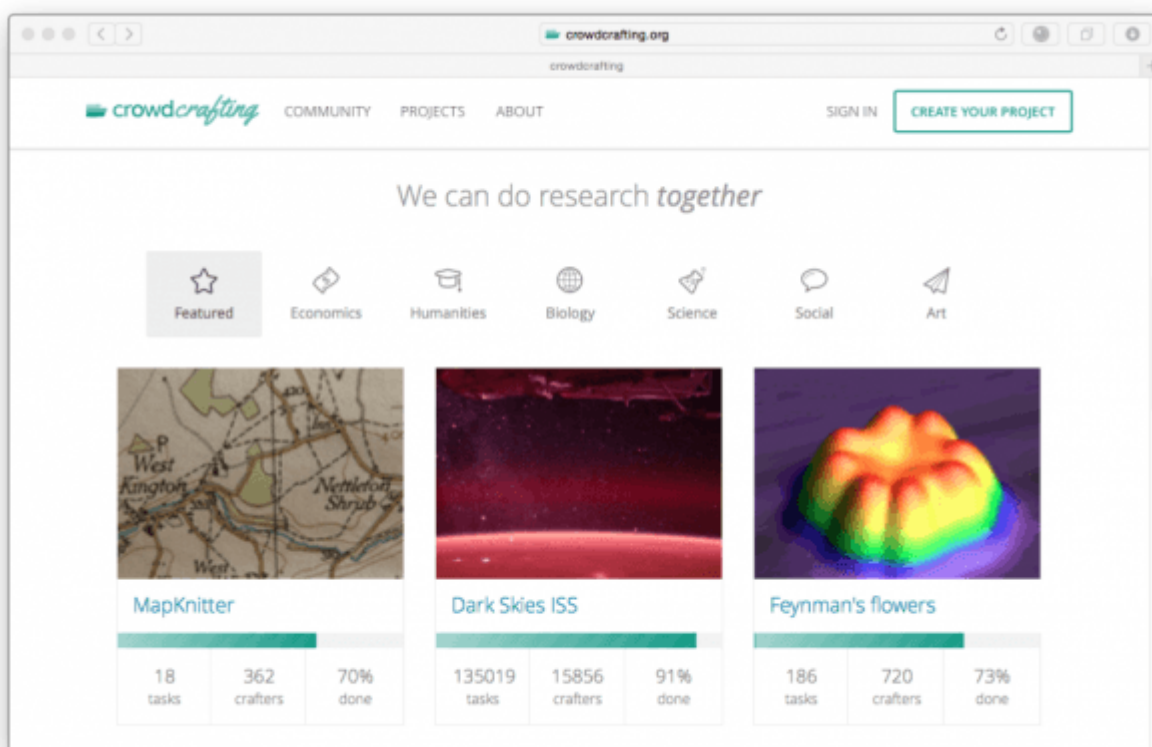 crowdcrafting.org
crowdcrafting
crowdcrafting COMMUNITY PROJECTS ABOUT SIGN IN CREATE YOUR PROJECT
We can do research together
Featured Economics Humanities Biology Science Social Art
P
West
Kington
Nettleton
Shrub
West
MapKnitter Dark Skies ISS Feynman's flowers
18 362 70% 135019 15856 91% 186 720 73%
tasks crafters done tasks crafters done tasks crafters done